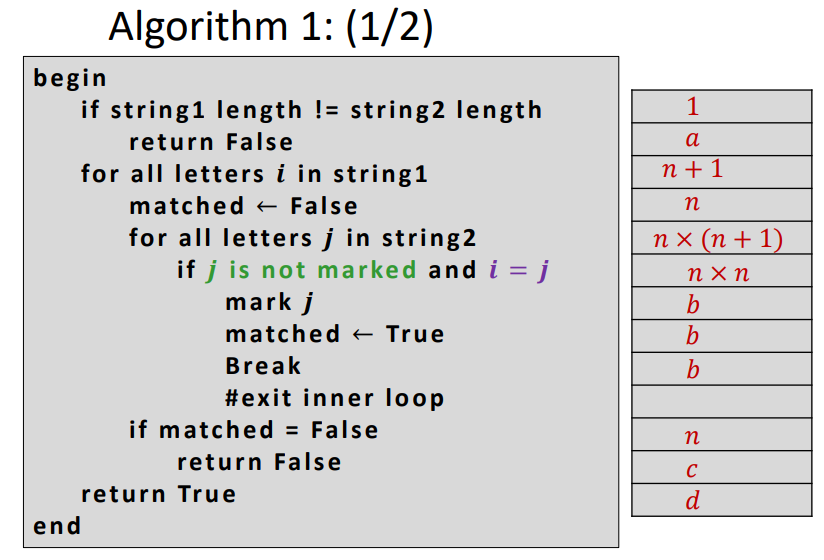 Algorithm 1: (1/2)
begin
if string1 length != string2 length
return False
for all letters i in string1
matched ← False
for all letters j in string2
if j is not marked and i = j
mark j
matched ← True
Break
#exit inner loop
if matched = False
return False
return True
end
1
a
n + 1
n
n × (n + 1)
n × n
b
b
b
n
c
d